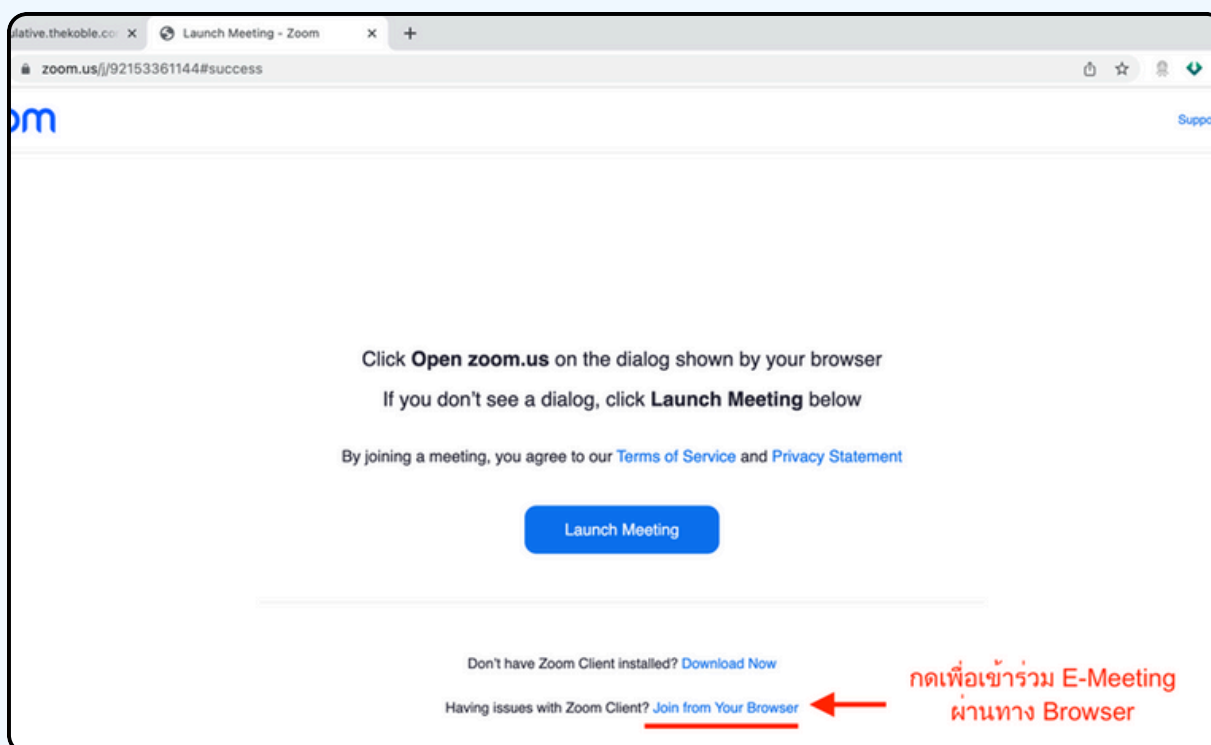 ulative.thekoble.co
Launch Meeting - Zoom
zoom.us/j/92153361144#success
om
Suppo
Click Open zoom.us on the dialog shown by your browser
If you don't see a dialog, click Launch Meeting below
By joining a meeting, you agree to our Terms of Service and Privacy Statement
Launch Meeting
Don't have Zoom Client installed? Download Now
Having issues with Zoom Client? Join from Your Browser
กดเพื่อเข้าร่วม E-Meeting
ผ่านทาง Browser